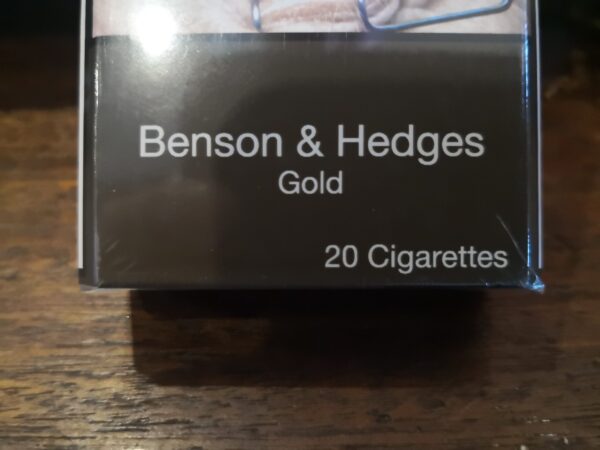 Benson & Hedges
Gold
20 Cigarettes